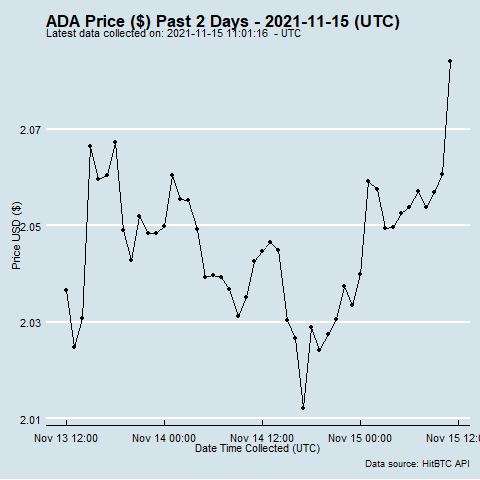 ADA Price ($) Past 2 Days - 2021-11-15 (UTC)
Latest data collected on: 2021-11-15 11:01:16  - UTC
2.07
2.05
2.03
2.01
Price USD ($)
Nov 13 12:00 Nov 14 00:00 Nov 14 12:00 Nov 15 00:00 Nov 15 12:0
Date Time Collected (UTC)
Data source: HitBTC API